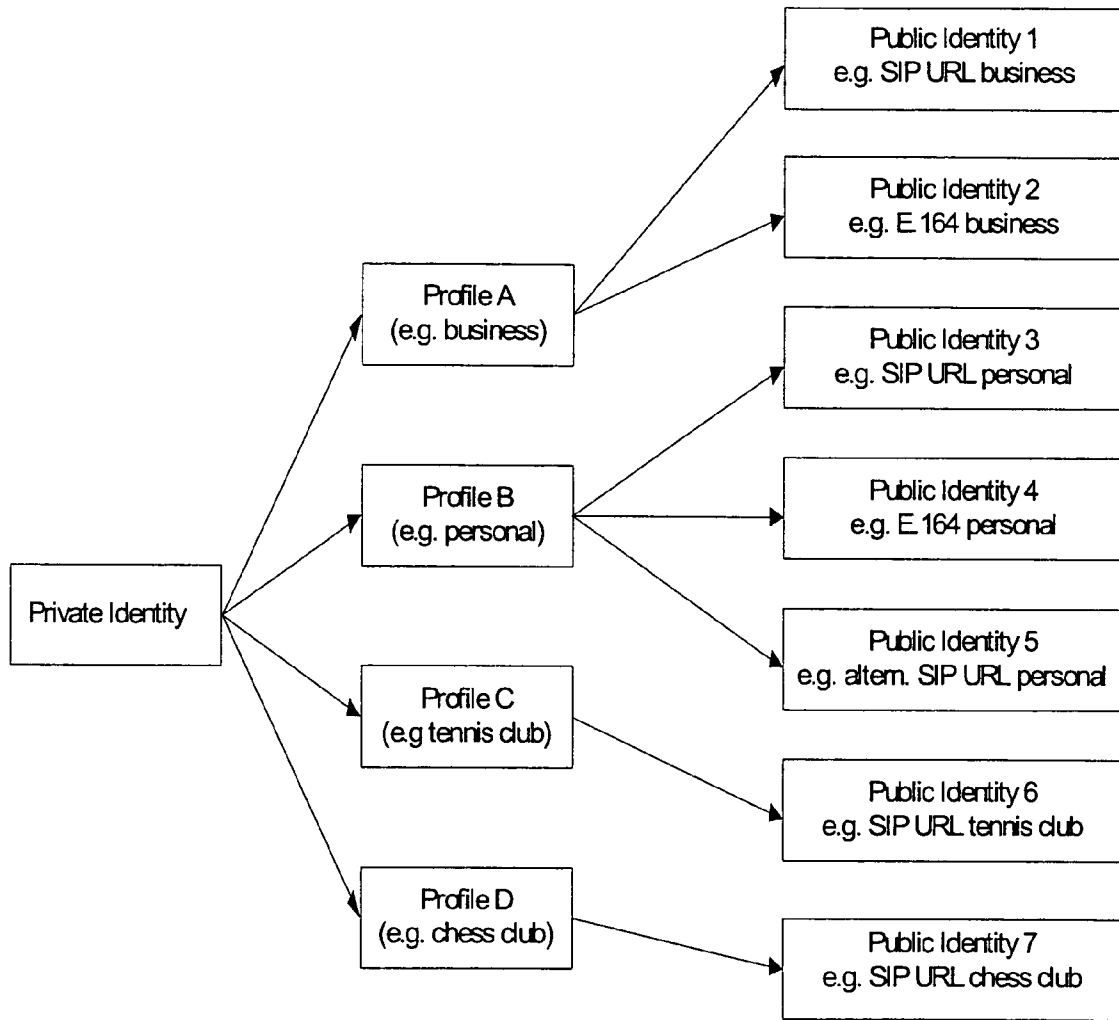 Public Identity 1
e.g. SIP URL business
Public Identity 2
e.g. E.164 business
Profile A
(e.g. business)
Public Identity 3
e.g. SIP URL personal
Profile B
(e.g. personal)
Public Identity 4
e.g. E.164 personal
Private Identity
Public Identity 5
e.g. altern. SIP URL personal
Profile C
(e.g tennis club)
Public Identity 6
e.g. SIP URL tennis club
Profile D
(e.g. chess club)
Public Identity 7
e.g. SIP URL chess club